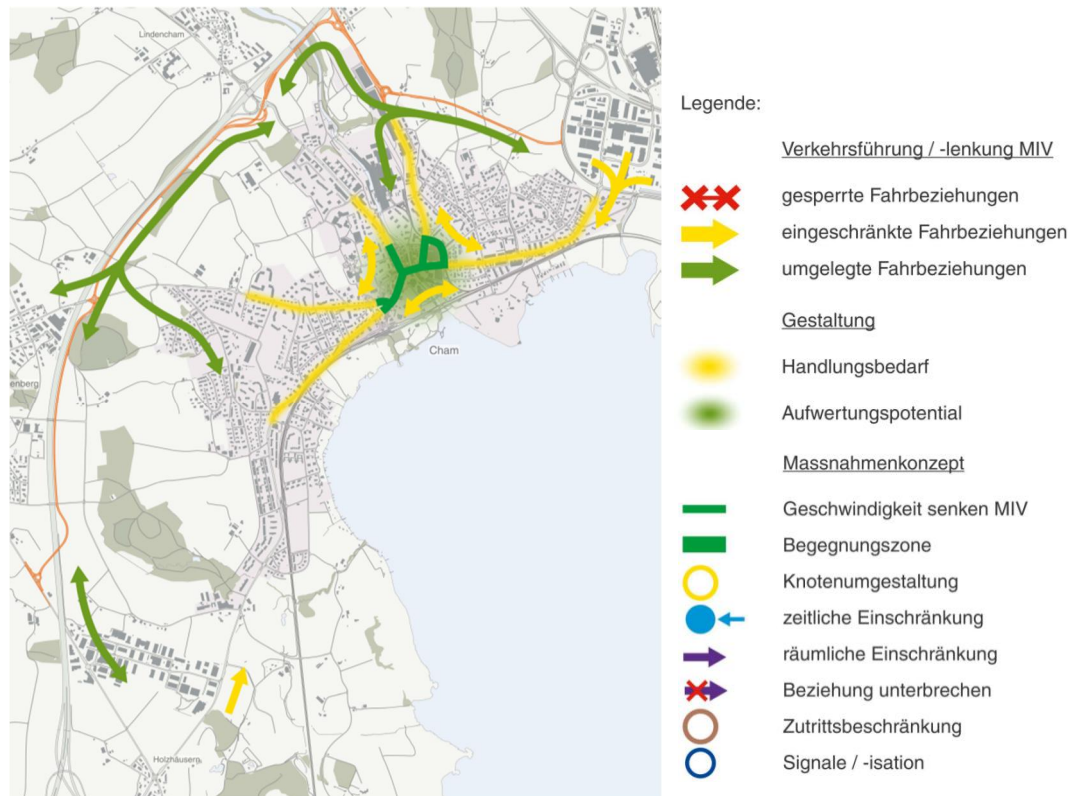 Lindencham
Cham
enberg
Holzhäusern
Legende:
Verkehrsführung / -lenkung MIV
gesperrte Fahrbeziehungen
eingeschränkte Fahrbeziehungen
umgelegte Fahrbeziehungen
Gestaltung
Handlungsbedarf
Aufwertungspotential
Massnahmenkonzept
Geschwindigkeit senken MIV
Begegnungszone
Knotenumgestaltung
zeitliche Einschränkung
räumliche Einschränkung
Beziehung unterbrechen
Zutrittsbeschränkung
Signale / -isation